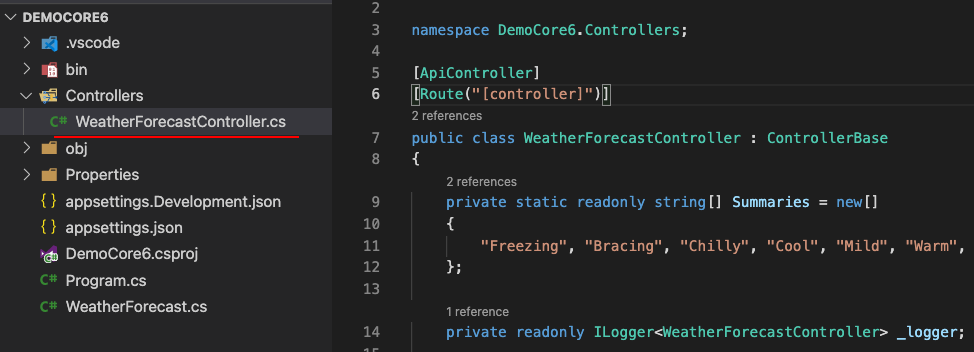 DEMOCORE6
.vscode
bin
Controllers
C# WeatherForecastController.cs
obj
Properties
{} appsettings.Development.json
{} appsettings.json
DemoCore6.csproj
C# Program.cs
C# WeatherForecast.cs
2
3 namespace DemoCore6.Controllers;
4
5 [ApiController]
6 [Route("[controller]")]
2 references
7 public class WeatherForecastController : ControllerBase
8 {
2 references
9 private static readonly string[] Summaries = new[]
10 {
11 "Freezing", "Bracing", "Chilly", "Cool", "Mild", "Warm",
12 };
13
1 reference
14 private readonly ILogger<WeatherForecastController> _logger;